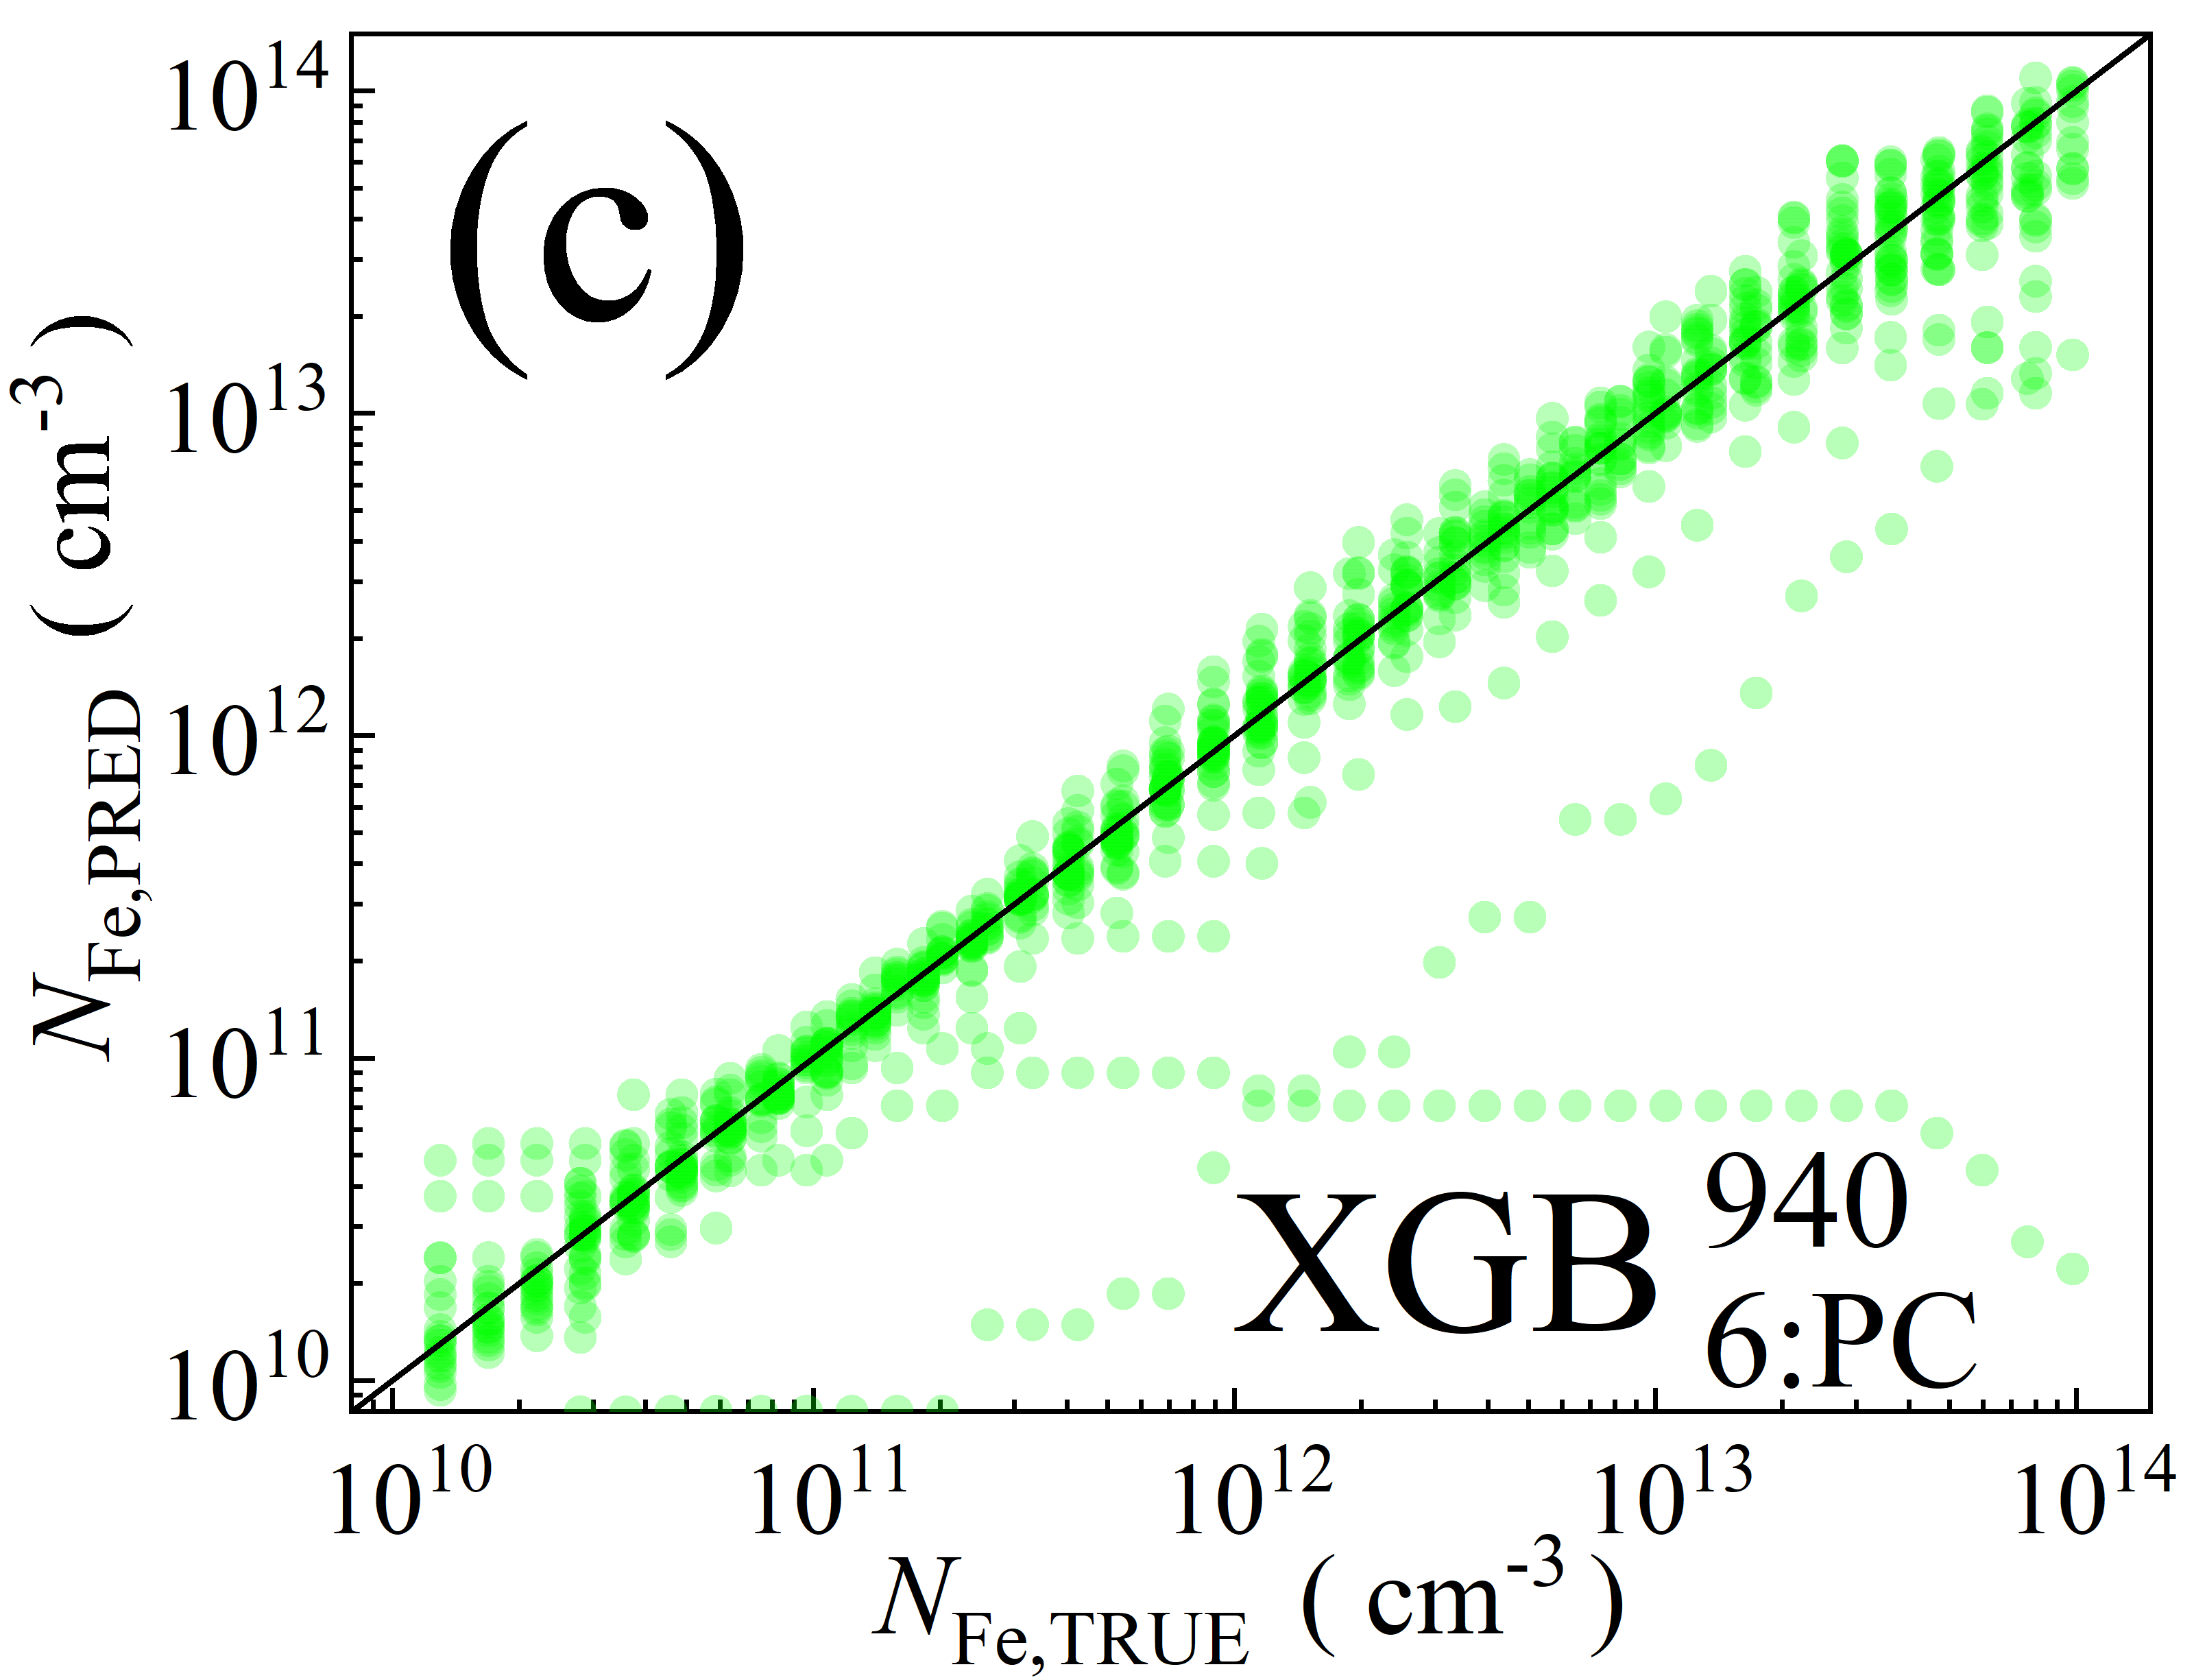 (c)
10^14
10^13
10^12
10^11
10^10
N_Fe,PRED ( cm^-3 )
XGB 940
6:PC
10^10 10^11 10^12 10^13 10^14
N_Fe,TRUE ( cm^-3 )